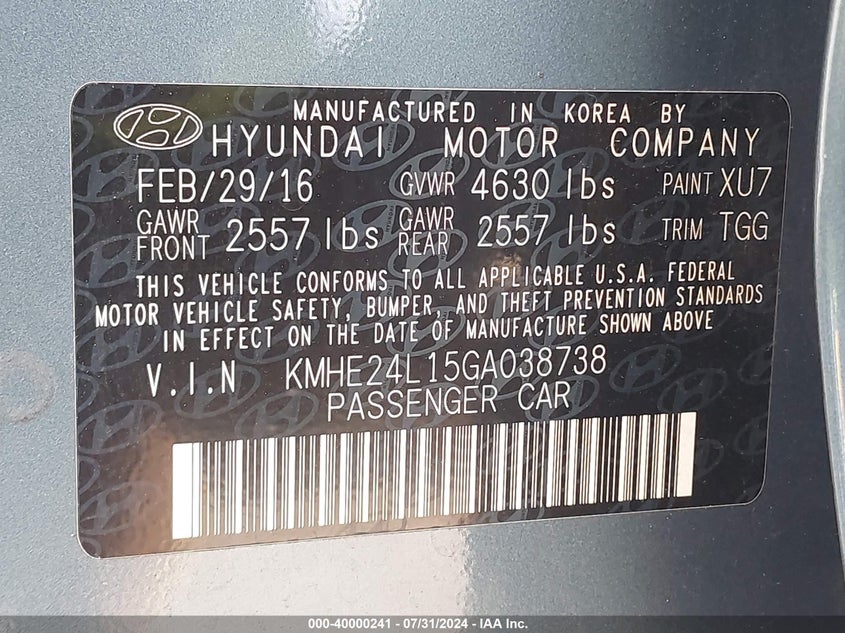 MANUFACTURED IN KOREA BY
HYUNDAI MOTOR COMPANY
FEB/29/16 GVWR 4630 lbs PAINT XU7
GAWR FRONT 2557 lbs GAWR REAR 2557 lbs TRIM TGG
THIS VEHICLE CONFORMS TO ALL APPLICABLE U.S.A. FEDERAL
MOTOR VEHICLE SAFETY, BUMPER, AND THEFT PREVENTION STANDARDS
IN EFFECT ON THE DATE OF MANUFACTURE SHOWN ABOVE
V.I.N KMHE24L15GA038738
PASSENGER CAR
000-40000241 - 07/31/2024 - IAA Inc.